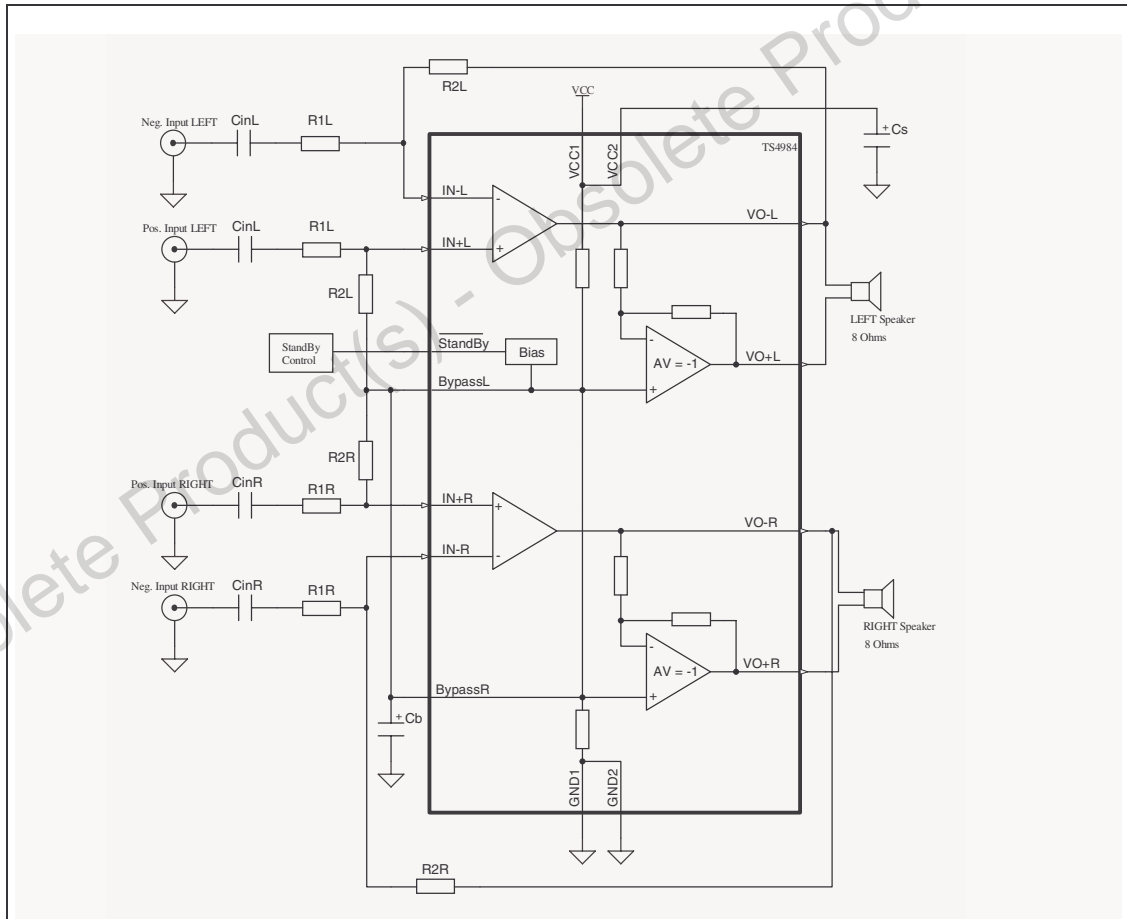 R2L
VCC
Neg. Input LEFT
CinL
R1L
+
Cs
VCC1
VCC2
TS4984
IN-L
-
VO-L
Pos. Input LEFT
CinL
R1L
IN+L
+
R2L
LEFT Speaker
8 Ohms
StandBy
Control
StandBy
Bias
-
AV = -1
VO+L
BypassL
+
R2R
Pos. Input RIGHT
CinR
R1R
IN+R
+
VO-R
IN-R
-
Neg. Input RIGHT
CinR
R1R
RIGHT Speaker
8 Ohms
-
AV = -1
VO+R
BypassR
+
+
Cb
GND1
GND2
R2R
Product(s) - Obsolete